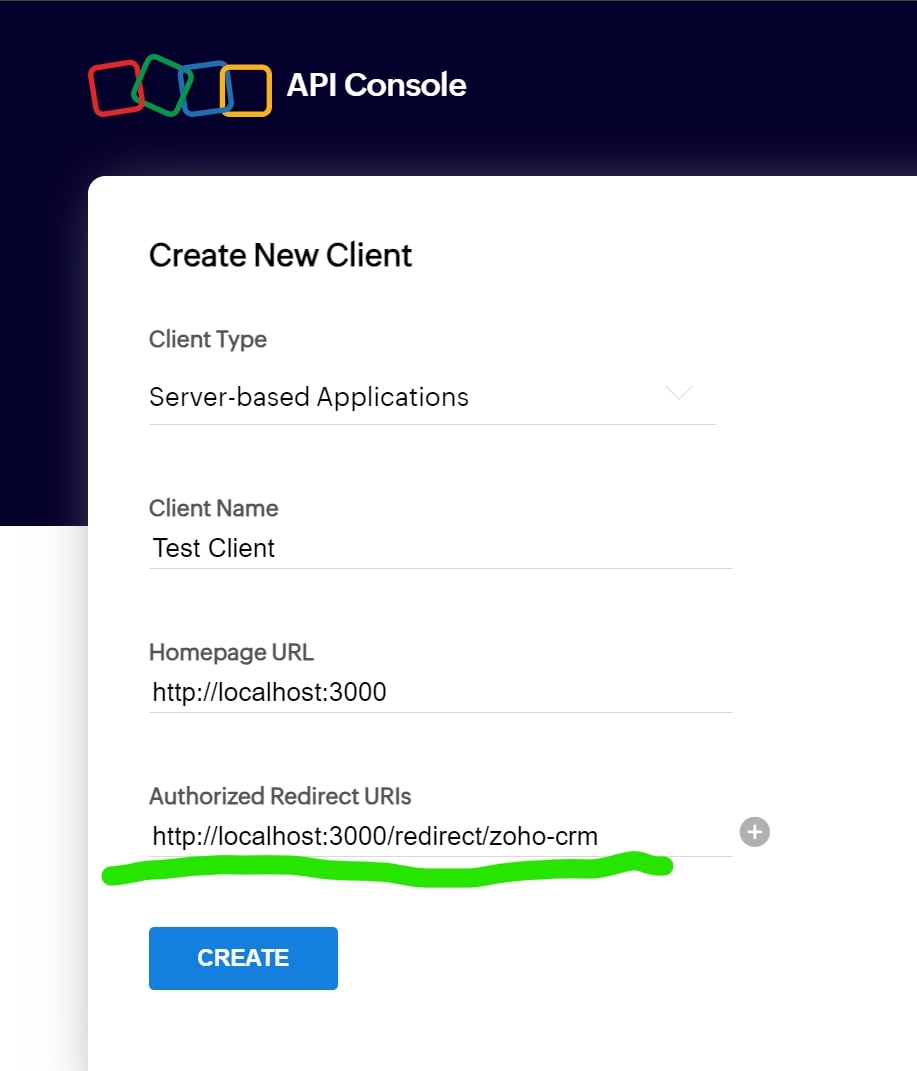 API Console
Create New Client
Client Type
Server-based Applications
Client Name
Test Client
Homepage URL
http://localhost:3000
Authorized Redirect URIs
http://localhost:3000/redirect/zoho-crm
CREATE